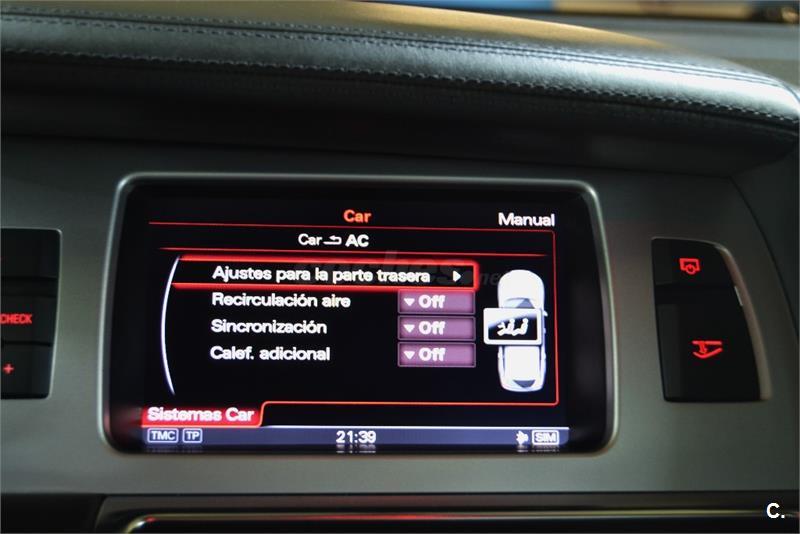 Car
Manual
Car AC
Ajustes para la parte trasera
Recirculación aire Off
Sincronización Off
Calef. adicional Off
Sistemas Car
TMC TP 21:39 SIM
CHECK
+
C.